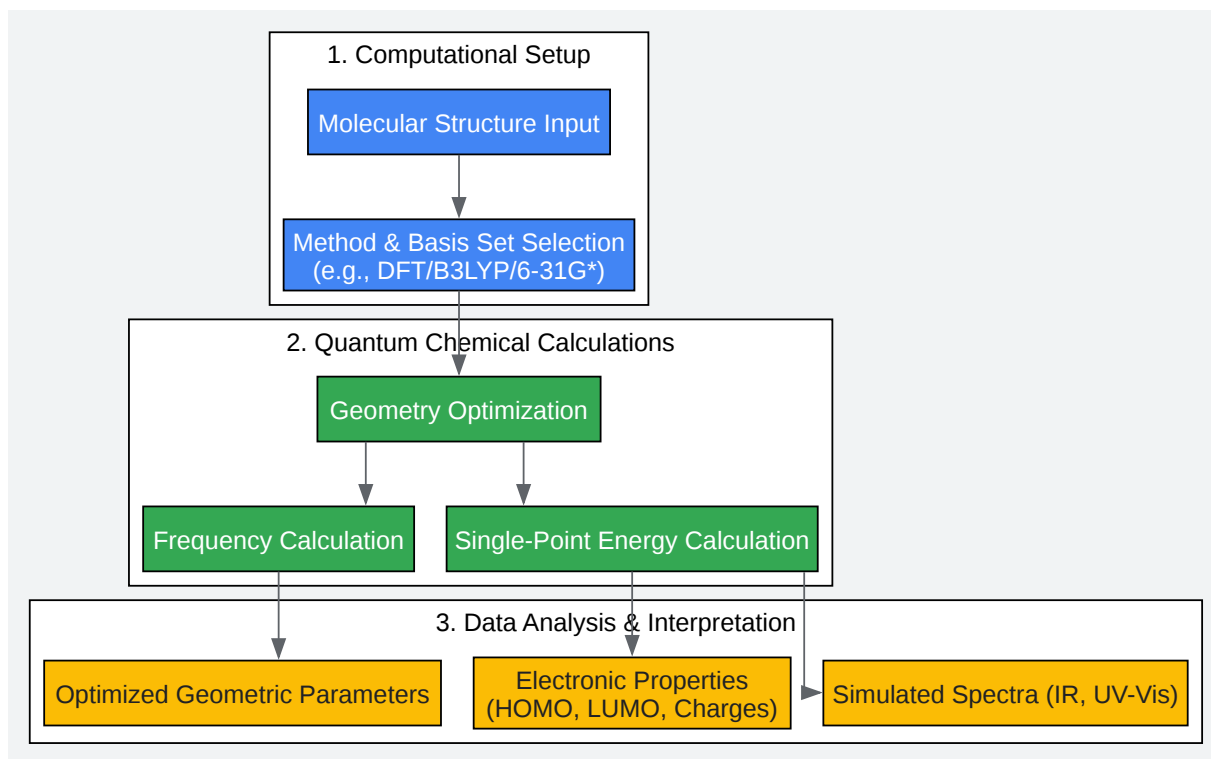 1. Computational Setup
Molecular Structure Input
Method & Basis Set Selection
(e.g., DFT/B3LYP/6-31G*)
2. Quantum Chemical Calculations
Geometry Optimization
Frequency Calculation
Single-Point Energy Calculation
3. Data Analysis & Interpretation
Optimized Geometric Parameters
Electronic Properties
(HOMO, LUMO, Charges)
Simulated Spectra (IR, UV-Vis)